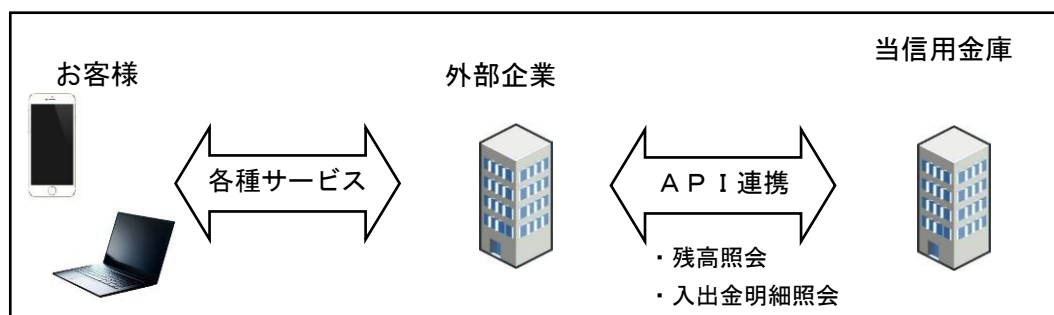 お客様
外部企業
当信用金庫
各種サービス
ＡＰＩ連携
・残高照会
・入出金明細照会